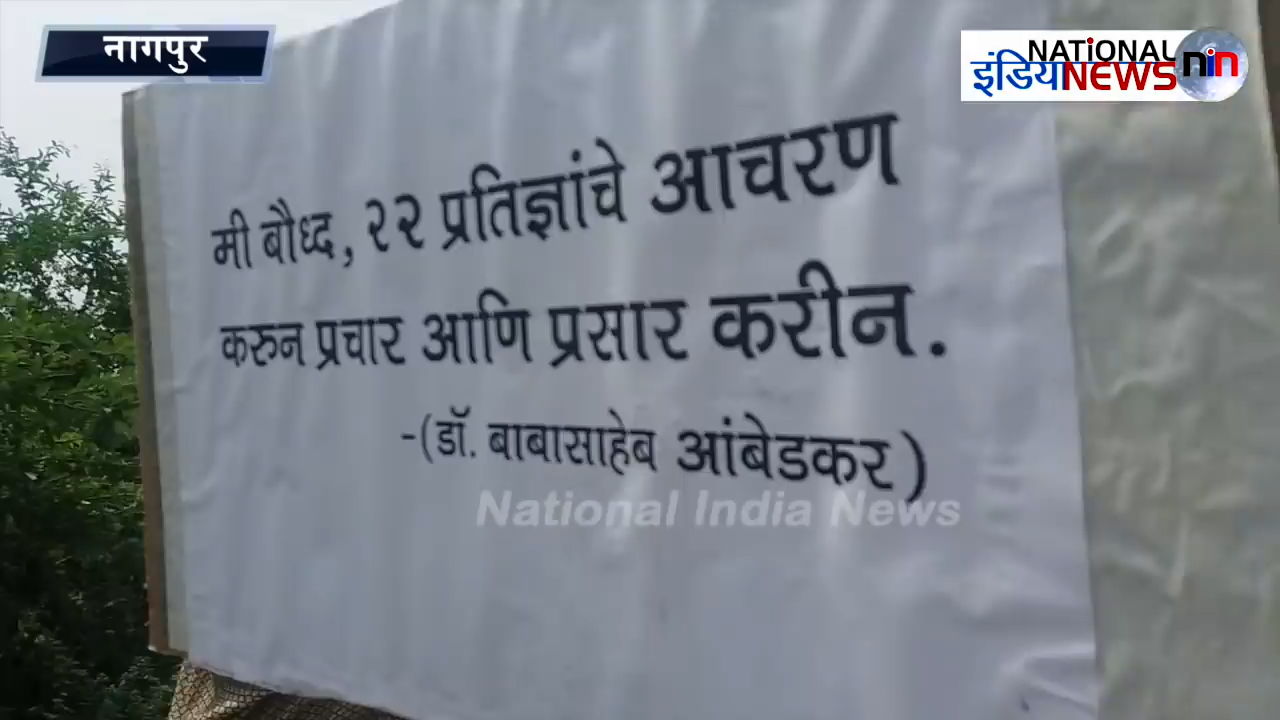 नागपुर
NATiONAL
इंडियाNEWS nin
मी बौध्द, २२ प्रतिज्ञांचे आचरण
करुन प्रचार आणि प्रसार करीन.
-(डॉ. बाबासाहेब आंबेडकर)
National India News